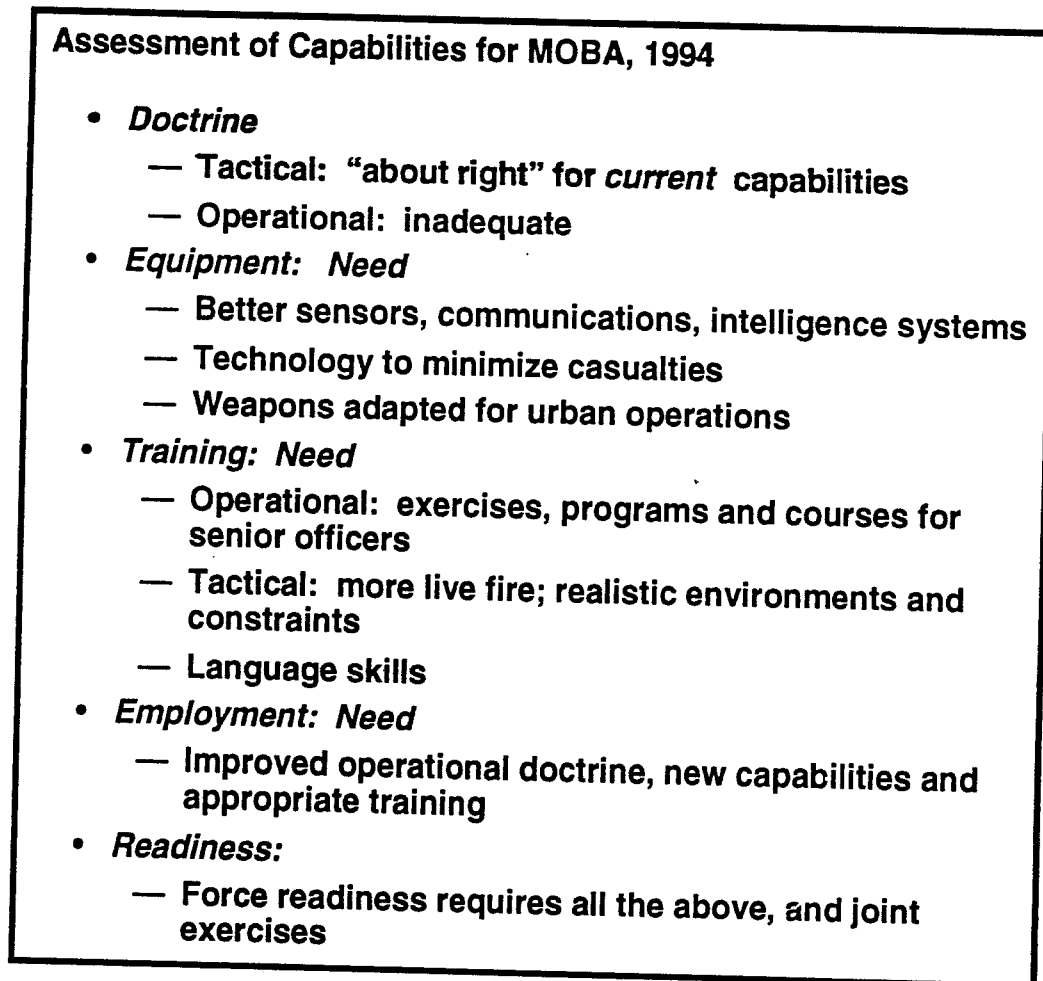 Assessment of Capabilities for MOBA, 1994
• Doctrine
— Tactical: “about right” for current capabilities
— Operational: inadequate
• Equipment: Need
— Better sensors, communications, intelligence systems
— Technology to minimize casualties
— Weapons adapted for urban operations
• Training: Need
— Operational: exercises, programs and courses for
senior officers
— Tactical: more live fire; realistic environments and
constraints
— Language skills
• Employment: Need
— Improved operational doctrine, new capabilities and
appropriate training
• Readiness:
— Force readiness requires all the above, and joint
exercises